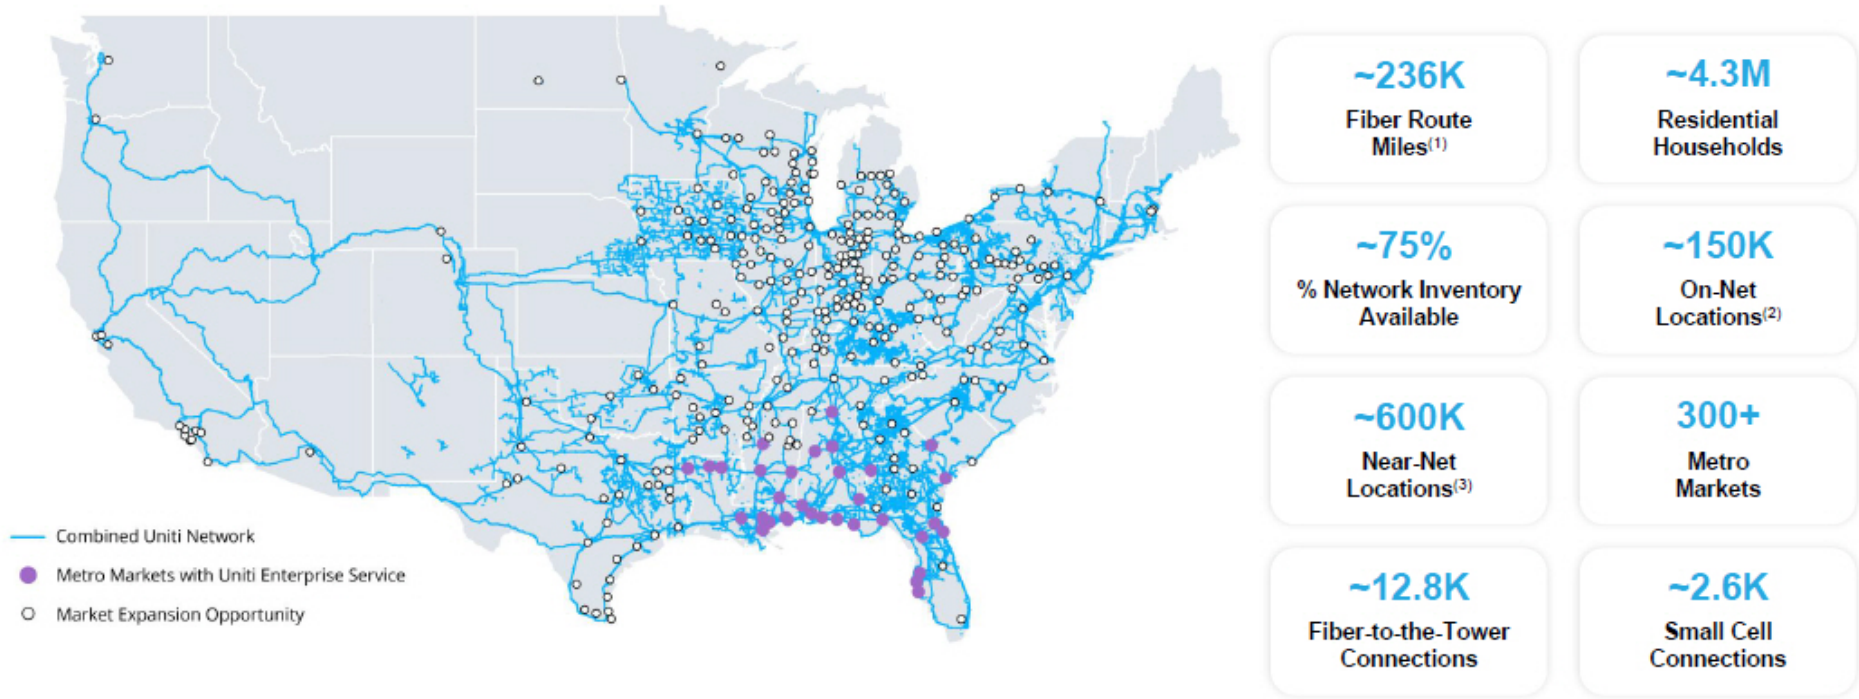 Combined Uniti Network
Metro Markets with Uniti Enterprise Service
Market Expansion Opportunity
~236K
Fiber Route
Miles(1)
~4.3M
Residential
Households
~75%
% Network Inventory
Available
~150K
On-Net
Locations(2)
~600K
Near-Net
Locations(3)
300+
Metro
Markets
~12.8K
Fiber-to-the-Tower
Connections
~2.6K
Small Cell
Connections